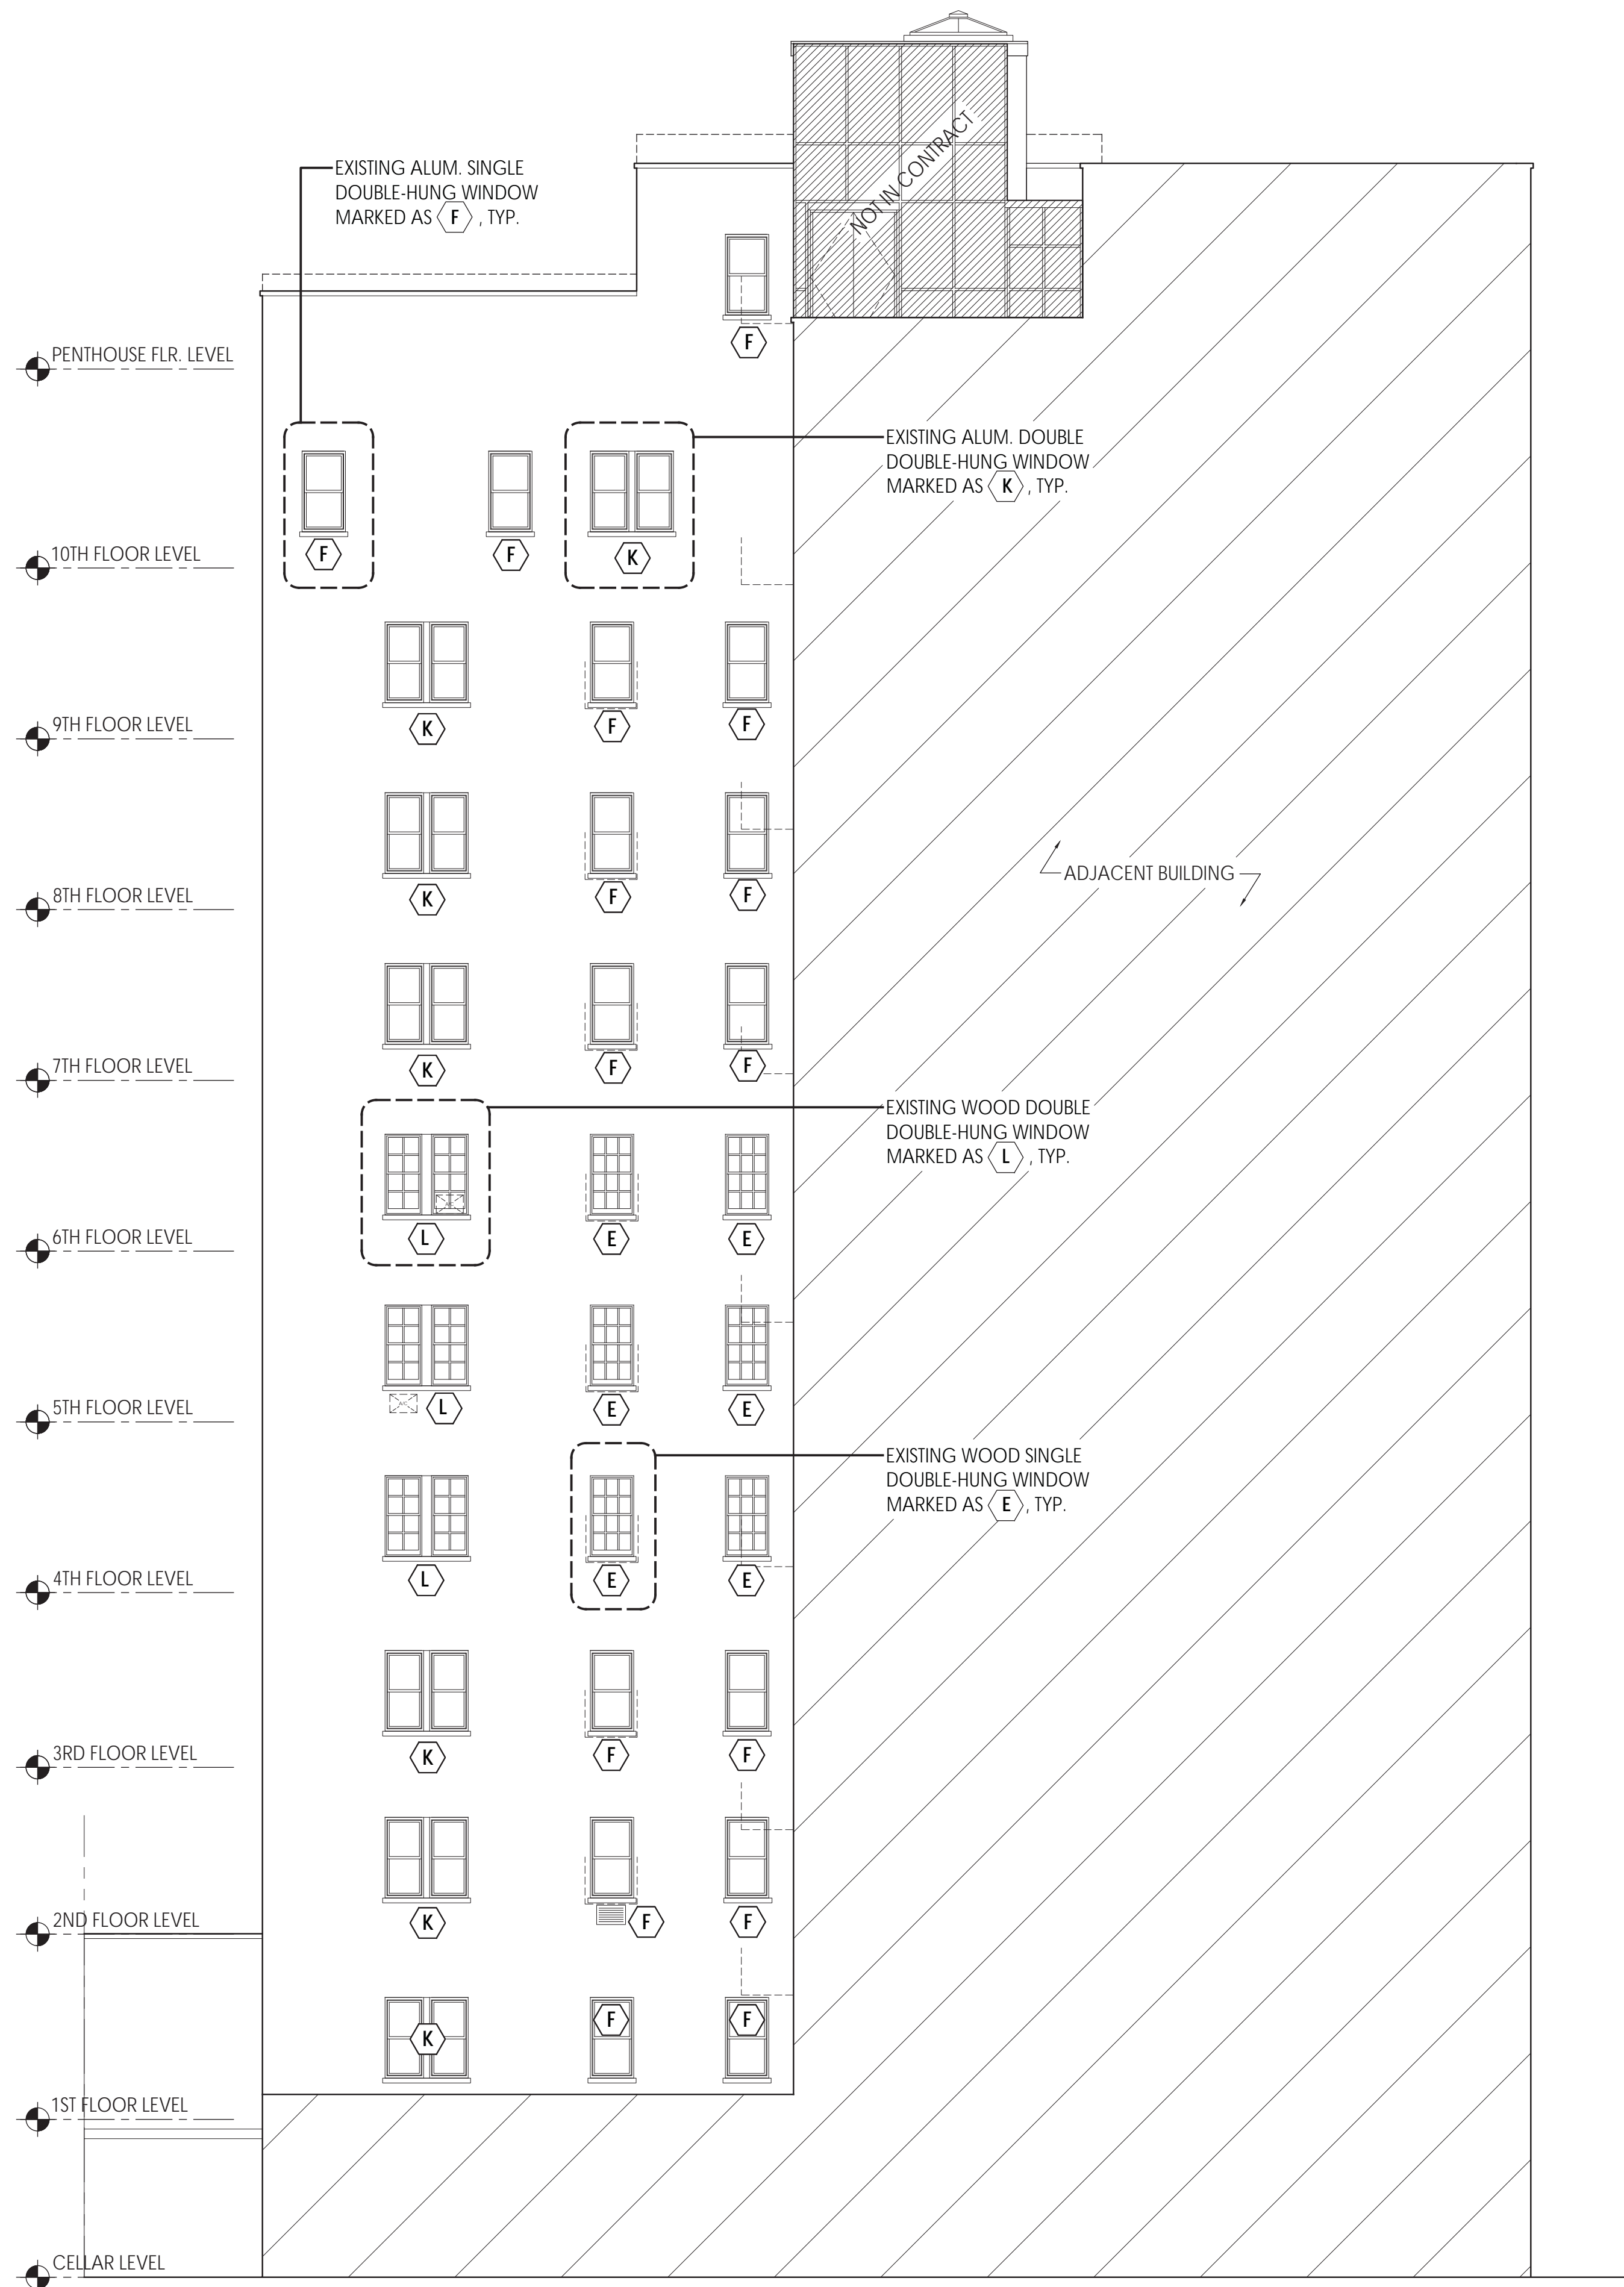 NOT IN CONTRACT
EXISTING ALUM. SINGLE
DOUBLE-HUNG WINDOW
MARKED AS F , TYP.
F
PENTHOUSE FLR. LEVEL
EXISTING ALUM. DOUBLE
DOUBLE-HUNG WINDOW
MARKED AS K , TYP.
10TH FLOOR LEVEL
F F K
9TH FLOOR LEVEL
K F F
ADJACENT BUILDING
8TH FLOOR LEVEL
K F F
7TH FLOOR LEVEL
K F F
EXISTING WOOD DOUBLE
DOUBLE-HUNG WINDOW
MARKED AS L , TYP.
6TH FLOOR LEVEL
L E E
5TH FLOOR LEVEL
L E E
EXISTING WOOD SINGLE
DOUBLE-HUNG WINDOW
MARKED AS E , TYP.
4TH FLOOR LEVEL
L E E
3RD FLOOR LEVEL
K F F
2ND FLOOR LEVEL
K F F
K F F
1ST FLOOR LEVEL
CELLAR LEVEL